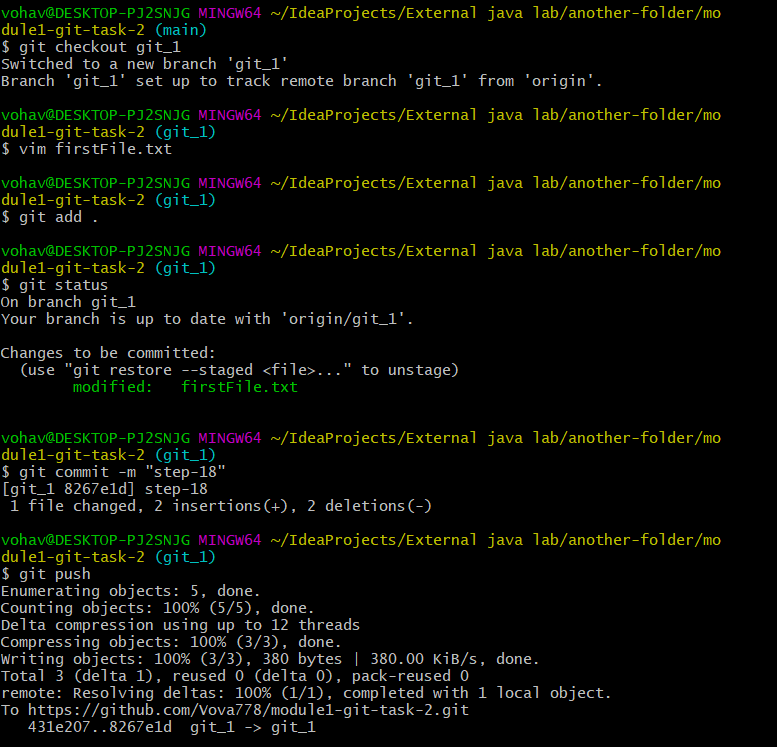 vohav@DESKTOP-PJ2SNJG MINGW64 ~/IdeaProjects/External java lab/another-folder/mo
dule1-git-task-2 (main)
$ git checkout git_1
Switched to a new branch 'git_1'
Branch 'git_1' set up to track remote branch 'git_1' from 'origin'.

vohav@DESKTOP-PJ2SNJG MINGW64 ~/IdeaProjects/External java lab/another-folder/mo
dule1-git-task-2 (git_1)
$ vim firstFile.txt

vohav@DESKTOP-PJ2SNJG MINGW64 ~/IdeaProjects/External java lab/another-folder/mo
dule1-git-task-2 (git_1)
$ git add .

vohav@DESKTOP-PJ2SNJG MINGW64 ~/IdeaProjects/External java lab/another-folder/mo
dule1-git-task-2 (git_1)
$ git status
On branch git_1
Your branch is up to date with 'origin/git_1'.

Changes to be committed:
  (use "git restore --staged <file>..." to unstage)
        modified:   firstFile.txt


vohav@DESKTOP-PJ2SNJG MINGW64 ~/IdeaProjects/External java lab/another-folder/mo
dule1-git-task-2 (git_1)
$ git commit -m "step-18"
[git_1 8267e1d] step-18
 1 file changed, 2 insertions(+), 2 deletions(-)

vohav@DESKTOP-PJ2SNJG MINGW64 ~/IdeaProjects/External java lab/another-folder/mo
dule1-git-task-2 (git_1)
$ git push
Enumerating objects: 5, done.
Counting objects: 100% (5/5), done.
Delta compression using up to 12 threads
Compressing objects: 100% (3/3), done.
Writing objects: 100% (3/3), 380 bytes | 380.00 KiB/s, done.
Total 3 (delta 1), reused 0 (delta 0), pack-reused 0
remote: Resolving deltas: 100% (1/1), completed with 1 local object.
To https://github.com/Vova778/module1-git-task-2.git
   431e207..8267e1d  git_1 -> git_1